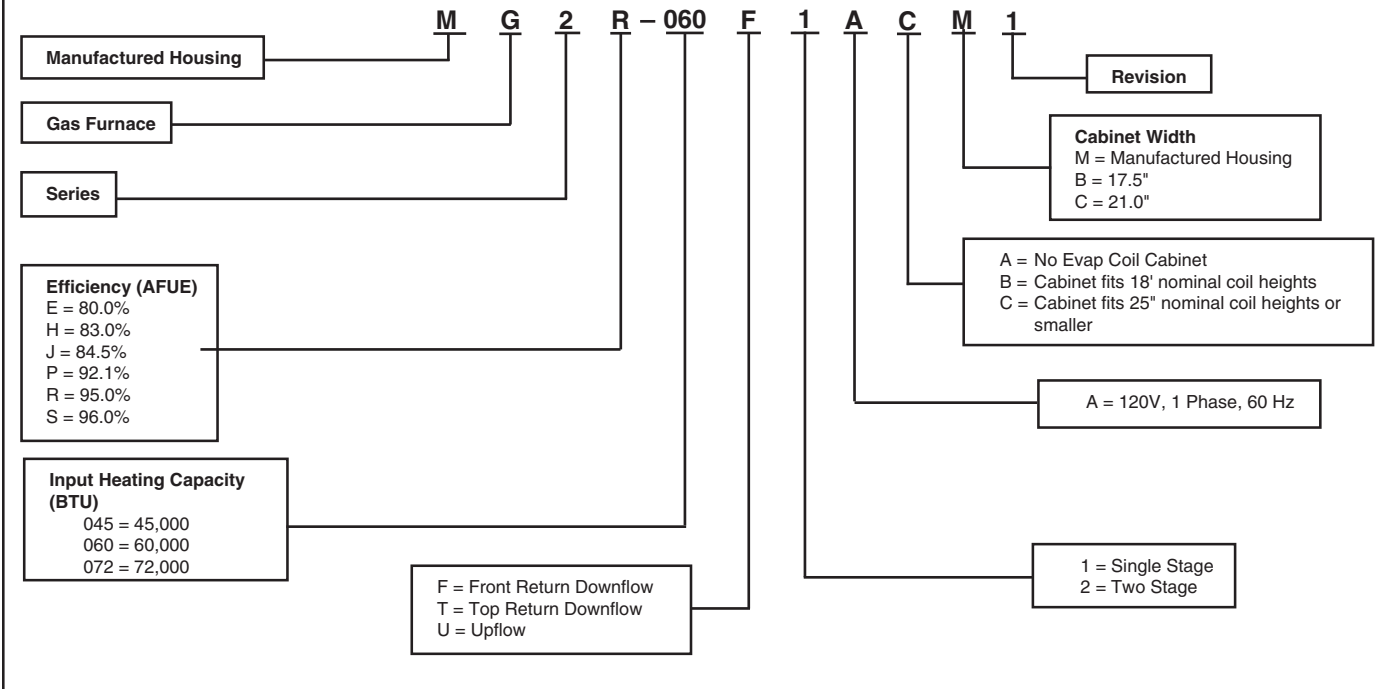 M G 2 R – 060 F 1 A C M 1
Manufactured Housing
Gas Furnace
Series
Efficiency (AFUE)
E = 80.0%
H = 83.0%
J = 84.5%
P = 92.1%
R = 95.0%
S = 96.0%
Input Heating Capacity
(BTU)
045 = 45,000
060 = 60,000
072 = 72,000
F = Front Return Downflow
T = Top Return Downflow
U = Upflow
Revision
Cabinet Width
M = Manufactured Housing
B = 17.5"
C = 21.0"
A = No Evap Coil Cabinet
B = Cabinet fits 18' nominal coil heights
C = Cabinet fits 25" nominal coil heights or
smaller
A = 120V, 1 Phase, 60 Hz
1 = Single Stage
2 = Two Stage